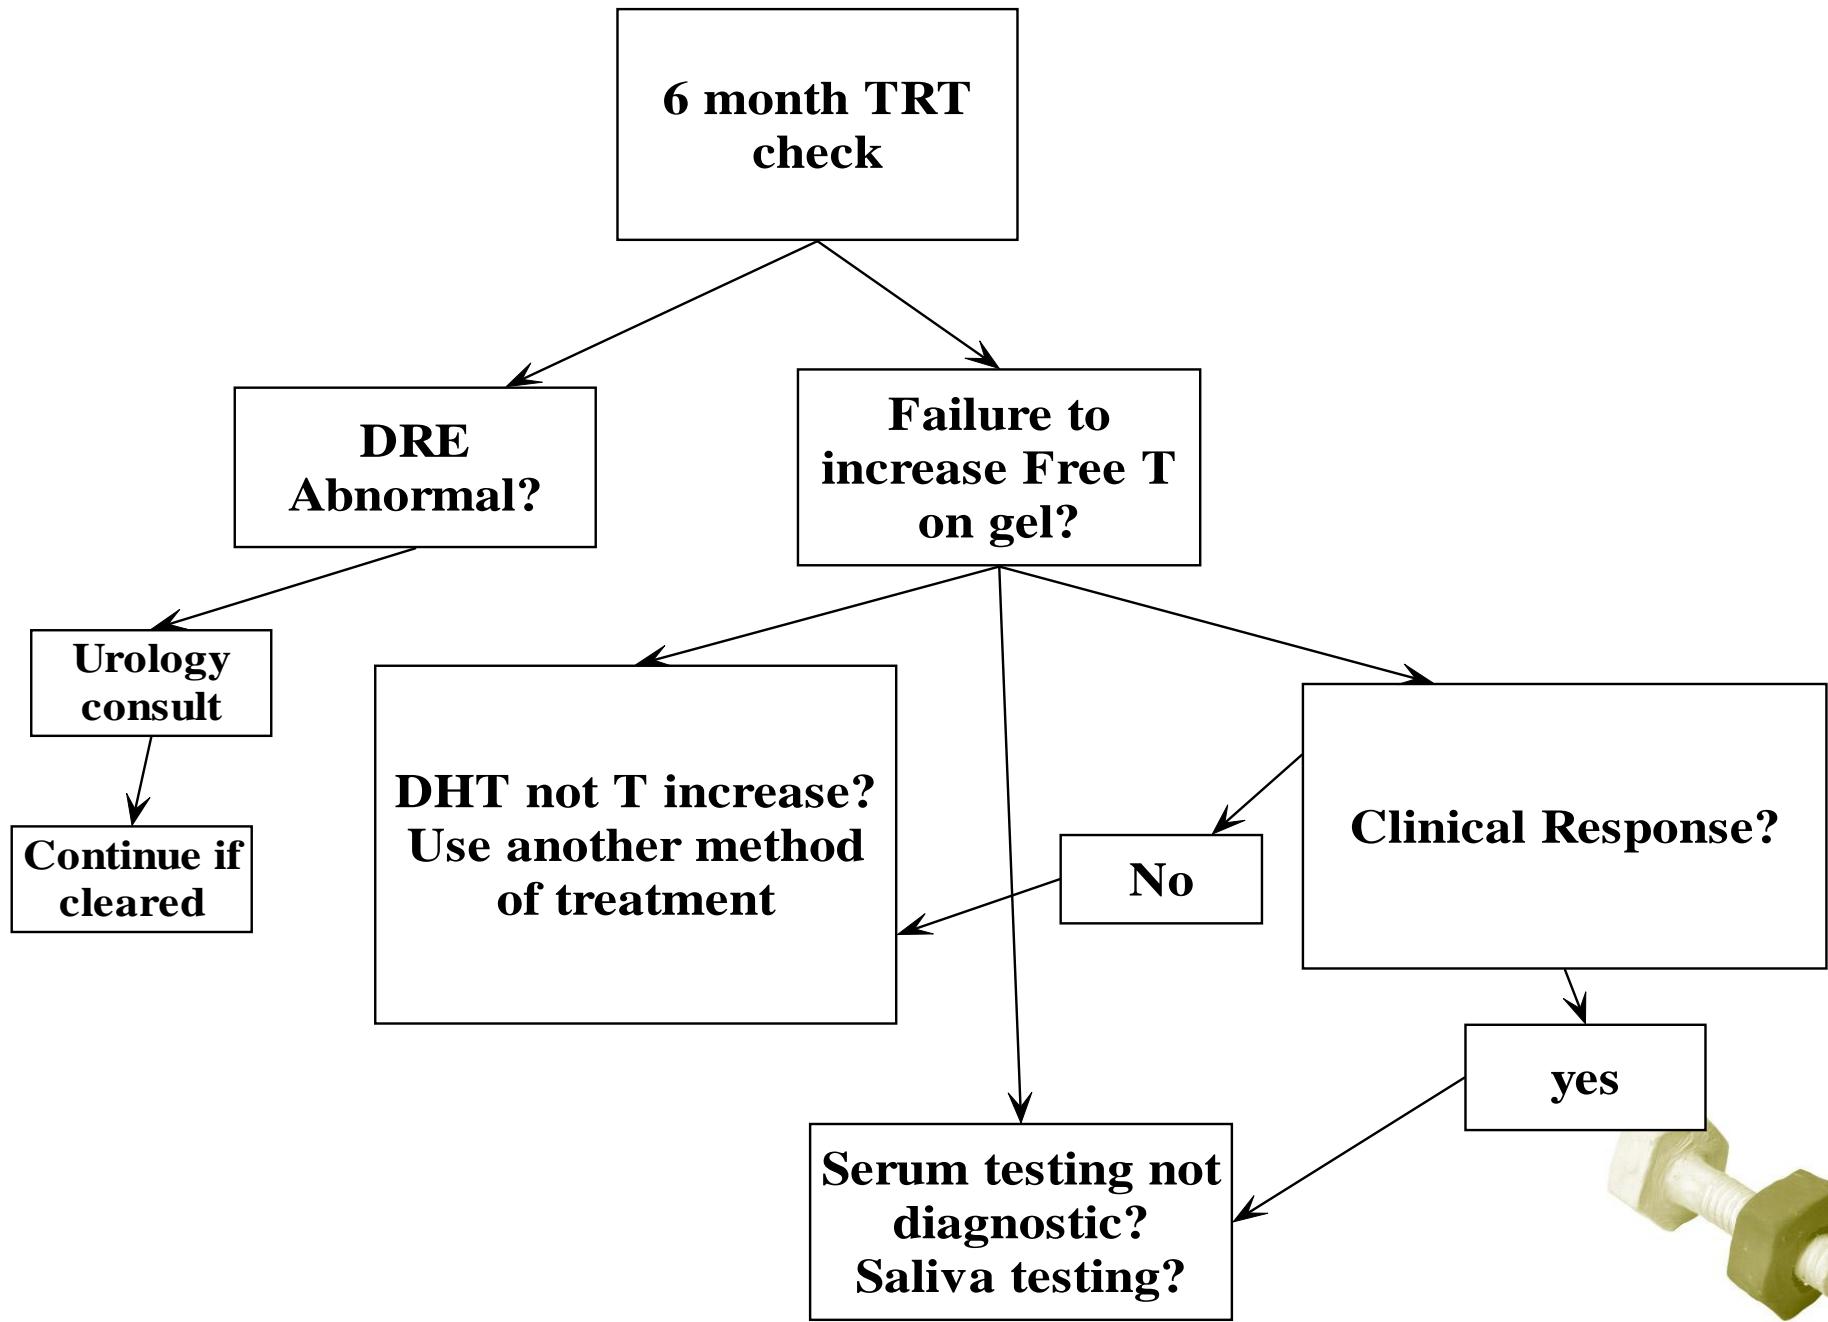 6 month TRT
check
DRE
Abnormal?
Failure to
increase Free T
on gel?
Urology
consult
Continue if
cleared
DHT not T increase?
Use another method
of treatment
No
Clinical Response?
yes
Serum testing not
diagnostic?
Saliva testing?